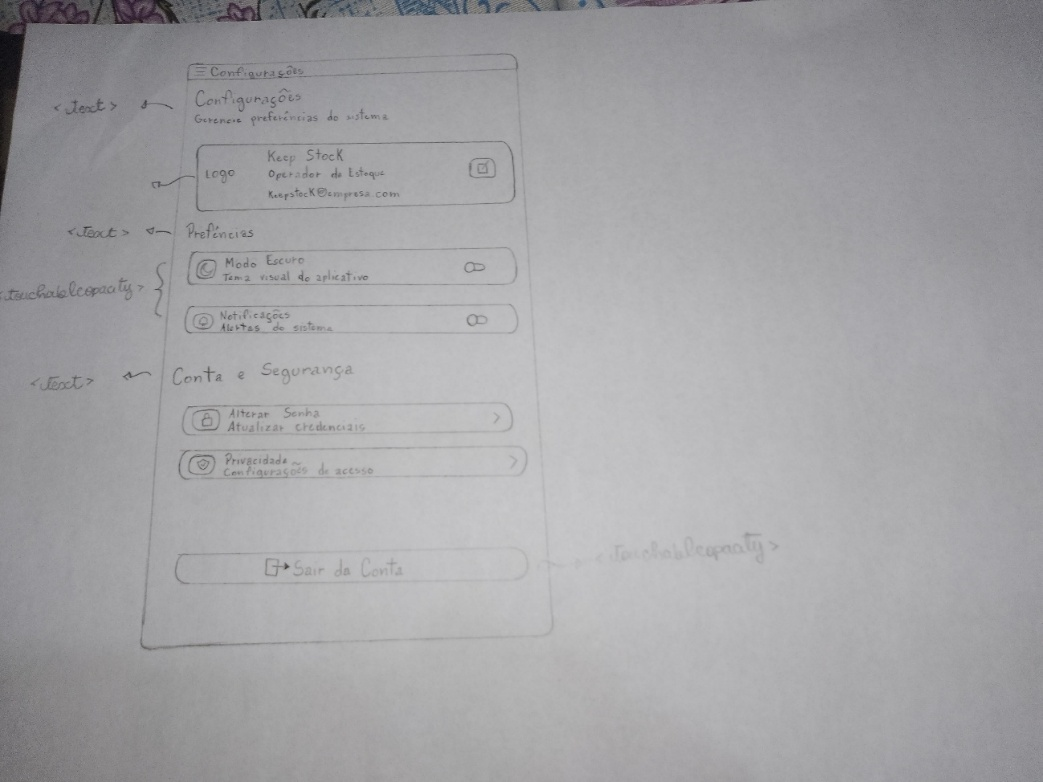 Configurações
<Text>
Configurações
Gerencie preferências do sistema
Keep Stock
LOGO
Operador de Estoque
Keepstock@empresa.com
<Text>
Prefências
Modo Escuro
Tema visual do aplicativo
<touchableopacity>
Notificações
Alertas do sistema
<Text>
Conta e Segurança
Alterar Senha
Atualizar credenciais
Privacidade
Configurações de acesso
Sair da Conta
<touchableopacity>